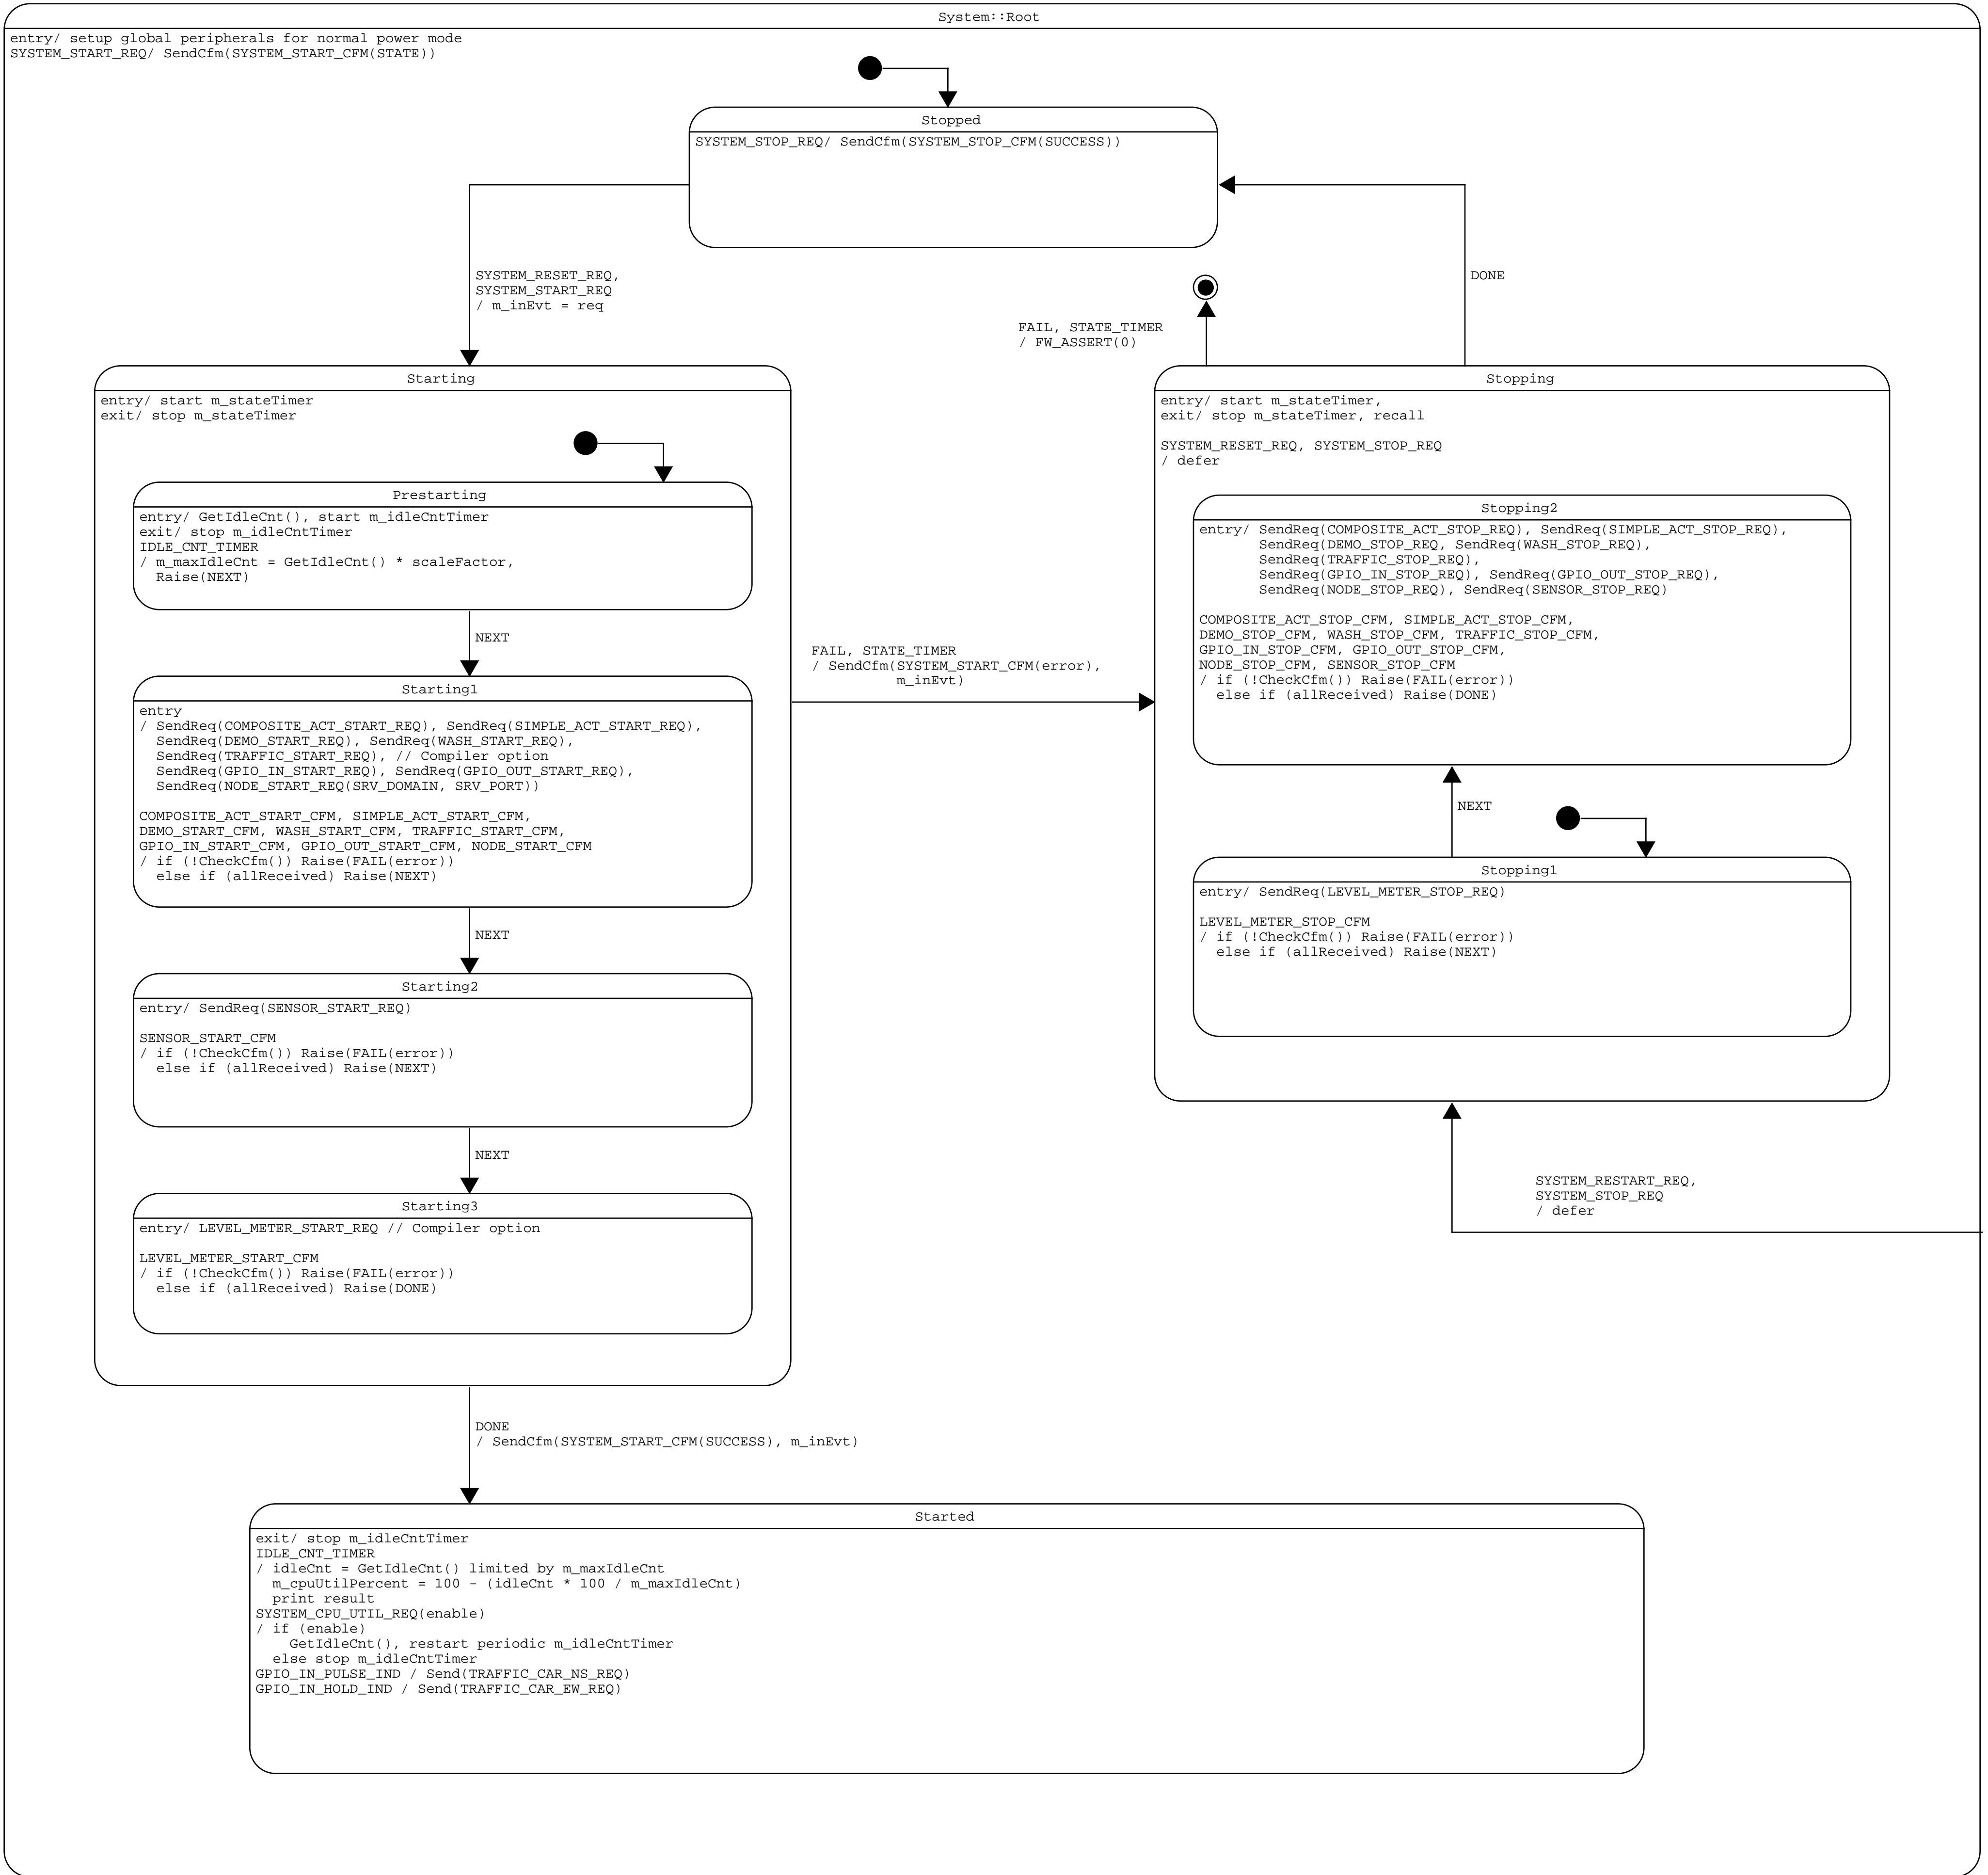 System::Root
entry/ setup global peripherals for normal power mode
SYSTEM_START_REQ/ SendCfm(SYSTEM_START_CFM(STATE))
Stopped
SYSTEM_STOP_REQ/ SendCfm(SYSTEM_STOP_CFM(SUCCESS))
SYSTEM_RESET_REQ,
SYSTEM_START_REQ
/ m_inEvt = req
DONE
FAIL, STATE_TIMER
/ FW_ASSERT(0)
Starting
entry/ start m_stateTimer
exit/ stop m_stateTimer
Prestarting
entry/ GetIdleCnt(), start m_idleCntTimer
exit/ stop m_idleCntTimer
IDLE_CNT_TIMER
/ m_maxIdleCnt = GetIdleCnt() * scaleFactor,
Raise(NEXT)
NEXT
Starting1
entry
/ SendReq(COMPOSITE_ACT_START_REQ), SendReq(SIMPLE_ACT_START_REQ),
SendReq(DEMO_START_REQ), SendReq(WASH_START_REQ),
SendReq(TRAFFIC_START_REQ), // Compiler option
SendReq(GPIO_IN_START_REQ), SendReq(GPIO_OUT_START_REQ),
SendReq(NODE_START_REQ(SRV_DOMAIN, SRV_PORT))
COMPOSITE_ACT_START_CFM, SIMPLE_ACT_START_CFM,
DEMO_START_CFM, WASH_START_CFM, TRAFFIC_START_CFM,
GPIO_IN_START_CFM, GPIO_OUT_START_CFM, NODE_START_CFM
/ if (!CheckCfm()) Raise(FAIL(error))
else if (allReceived) Raise(NEXT)
NEXT
Starting2
entry/ SendReq(SENSOR_START_REQ)
SENSOR_START_CFM
/ if (!CheckCfm()) Raise(FAIL(error))
else if (allReceived) Raise(NEXT)
NEXT
Starting3
entry/ LEVEL_METER_START_REQ // Compiler option
LEVEL_METER_START_CFM
/ if (!CheckCfm()) Raise(FAIL(error))
else if (allReceived) Raise(DONE)
FAIL, STATE_TIMER
/ SendCfm(SYSTEM_START_CFM(error),
m_inEvt)
Stopping
entry/ start m_stateTimer,
exit/ stop m_stateTimer, recall
SYSTEM_RESET_REQ, SYSTEM_STOP_REQ
/ defer
Stopping2
entry/ SendReq(COMPOSITE_ACT_STOP_REQ), SendReq(SIMPLE_ACT_STOP_REQ),
SendReq(DEMO_STOP_REQ, SendReq(WASH_STOP_REQ),
SendReq(TRAFFIC_STOP_REQ),
SendReq(GPIO_IN_STOP_REQ), SendReq(GPIO_OUT_STOP_REQ),
SendReq(NODE_STOP_REQ), SendReq(SENSOR_STOP_REQ)
COMPOSITE_ACT_STOP_CFM, SIMPLE_ACT_STOP_CFM,
DEMO_STOP_CFM, WASH_STOP_CFM, TRAFFIC_STOP_CFM,
GPIO_IN_STOP_CFM, GPIO_OUT_STOP_CFM,
NODE_STOP_CFM, SENSOR_STOP_CFM
/ if (!CheckCfm()) Raise(FAIL(error))
else if (allReceived) Raise(DONE)
NEXT
Stopping1
entry/ SendReq(LEVEL_METER_STOP_REQ)
LEVEL_METER_STOP_CFM
/ if (!CheckCfm()) Raise(FAIL(error))
else if (allReceived) Raise(NEXT)
SYSTEM_RESTART_REQ,
SYSTEM_STOP_REQ
/ defer
DONE
/ SendCfm(SYSTEM_START_CFM(SUCCESS), m_inEvt)
Started
exit/ stop m_idleCntTimer
IDLE_CNT_TIMER
/ idleCnt = GetIdleCnt() limited by m_maxIdleCnt
m_cpuUtilPercent = 100 - (idleCnt * 100 / m_maxIdleCnt)
print result
SYSTEM_CPU_UTIL_REQ(enable)
/ if (enable)
GetIdleCnt(), restart periodic m_idleCntTimer
else stop m_idleCntTimer
GPIO_IN_PULSE_IND / Send(TRAFFIC_CAR_NS_REQ)
GPIO_IN_HOLD_IND / Send(TRAFFIC_CAR_EW_REQ)